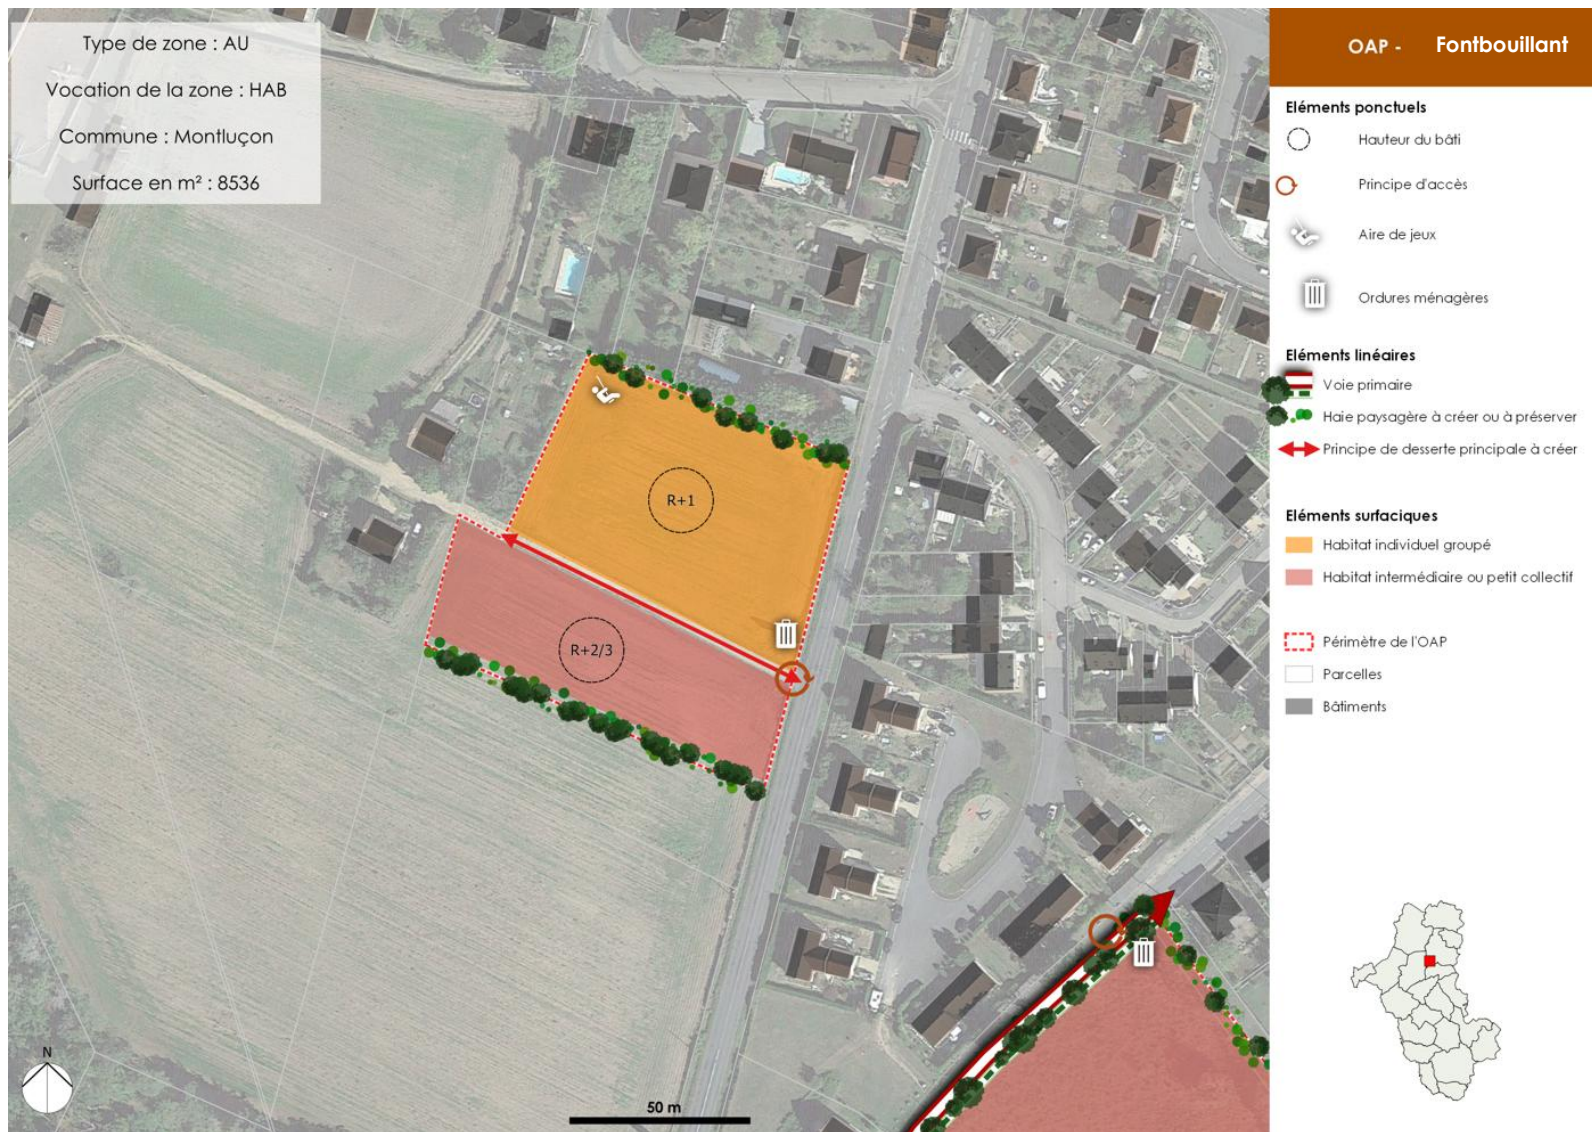 Type de zone : AU
Vocation de la zone : HAB
Commune : Montluçon
Surface en m² : 8536
OAP - Fontbouillant
Eléments ponctuels
Hauteur du bâti
Principe d'accès
Aire de jeux
Ordures ménagères
Eléments linéaires
Voie primaire
Haie paysagère à créer ou à préserver
Principe de desserte principale à créer
Eléments surfaciques
Habitat individuel groupé
Habitat intermédiaire ou petit collectif
Périmètre de l'OAP
Parcelles
Bâtiments
R+1
R+2/3
N
50 m